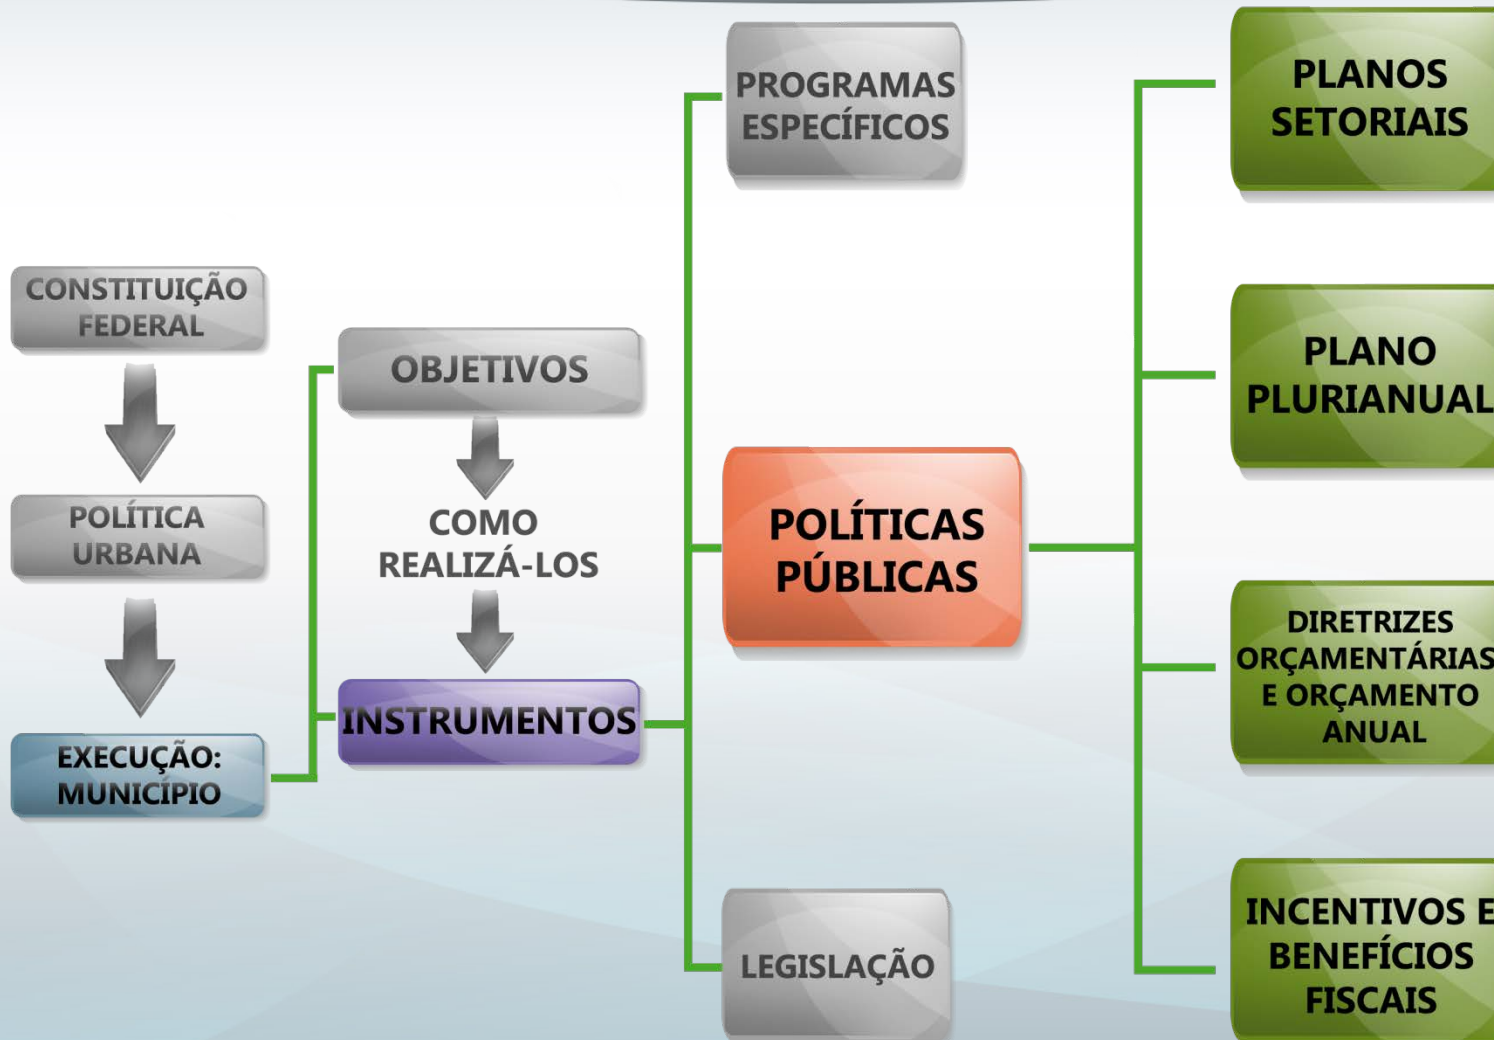 CONSTITUIÇÃO
FEDERAL
POLÍTICA
URBANA
EXECUÇÃO:
MUNICÍPIO
OBJETIVOS
COMO
REALIZÁ-LOS
INSTRUMENTOS
PROGRAMAS
ESPECÍFICOS
POLÍTICAS
PÚBLICAS
LEGISLAÇÃO
PLANOS
SETORIAIS
PLANO
PLURIANUAL
DIRETRIZES
ORÇAMENTÁRIAS
E ORÇAMENTO
ANUAL
INCENTIVOS E
BENEFÍCIOS
FISCAIS